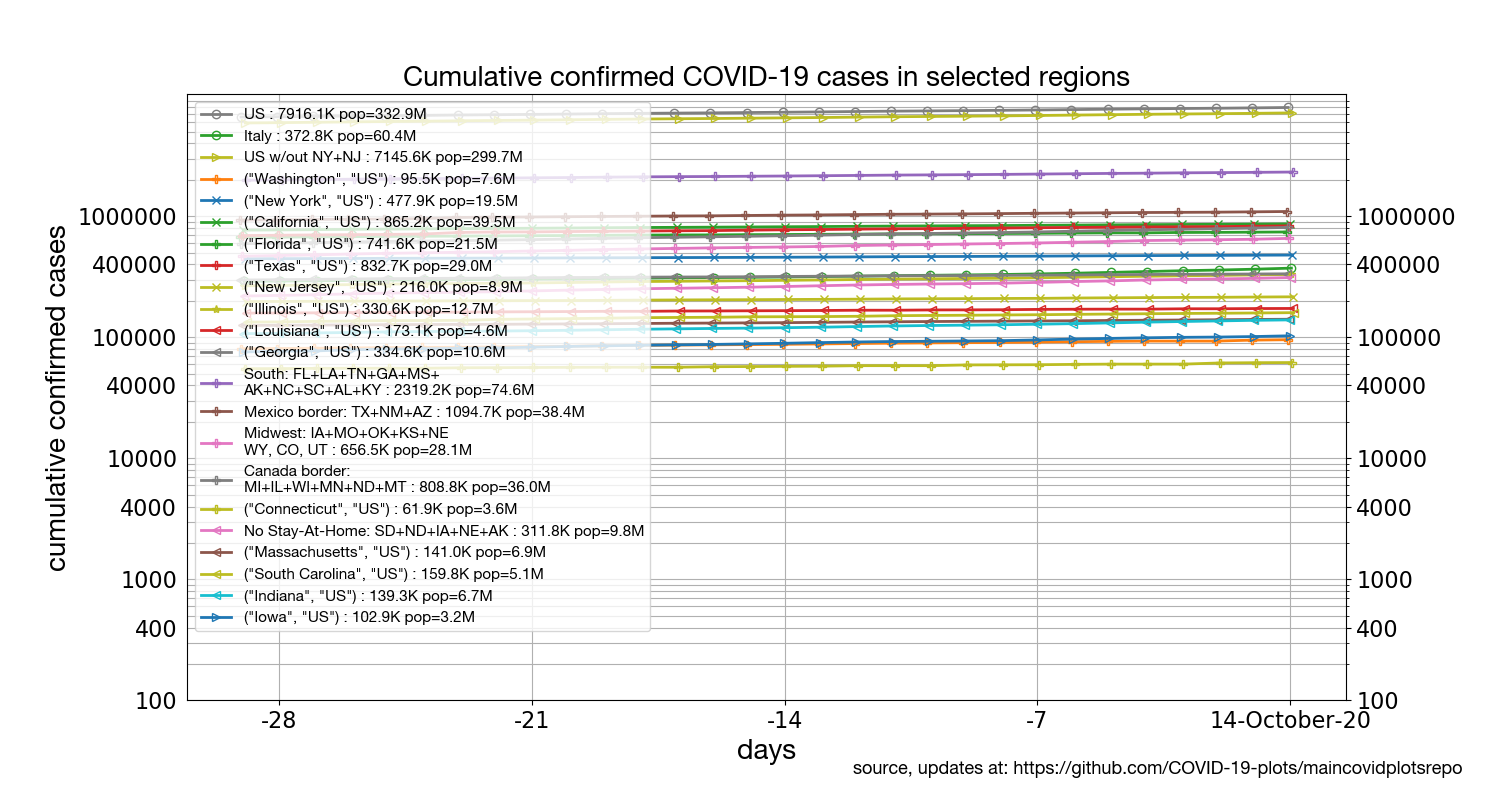 Cumulative confirmed COVID-19 cases in selected regions
cumulative confirmed cases
1000000
400000
100000
40000
10000
4000
1000
400
100
US : 7916.1K pop=332.9M
Italy : 372.8K pop=60.4M
US w/out NY+NJ : 7145.6K pop=299.7M
("Washington", "US") : 95.5K pop=7.6M
("New York", "US") : 477.9K pop=19.5M
("California", "US") : 865.2K pop=39.5M
("Florida", "US") : 741.6K pop=21.5M
("Texas", "US") : 832.7K pop=29.0M
("New Jersey", "US") : 216.0K pop=8.9M
("Illinois", "US") : 330.6K pop=12.7M
("Louisiana", "US") : 173.1K pop=4.6M
("Georgia", "US") : 334.6K pop=10.6M
South: FL+LA+TN+GA+MS+
AK+NC+SC+AL+KY : 2319.2K pop=74.6M
Mexico border: TX+NM+AZ : 1094.7K pop=38.4M
Midwest: IA+MO+OK+KS+NE
WY, CO, UT : 656.5K pop=28.1M
Canada border:
MI+IL+WI+MN+ND+MT : 808.8K pop=36.0M
("Connecticut", "US") : 61.9K pop=3.6M
No Stay-At-Home: SD+ND+IA+NE+AK : 311.8K pop=9.8M
("Massachusetts", "US") : 141.0K pop=6.9M
("South Carolina", "US") : 159.8K pop=5.1M
("Indiana", "US") : 139.3K pop=6.7M
("Iowa", "US") : 102.9K pop=3.2M
1000000
400000
100000
40000
10000
4000
1000
400
100
-28 -21 -14 -7 14-October-20
days
source, updates at: https://github.com/COVID-19-plots/maincovidplotsrepo